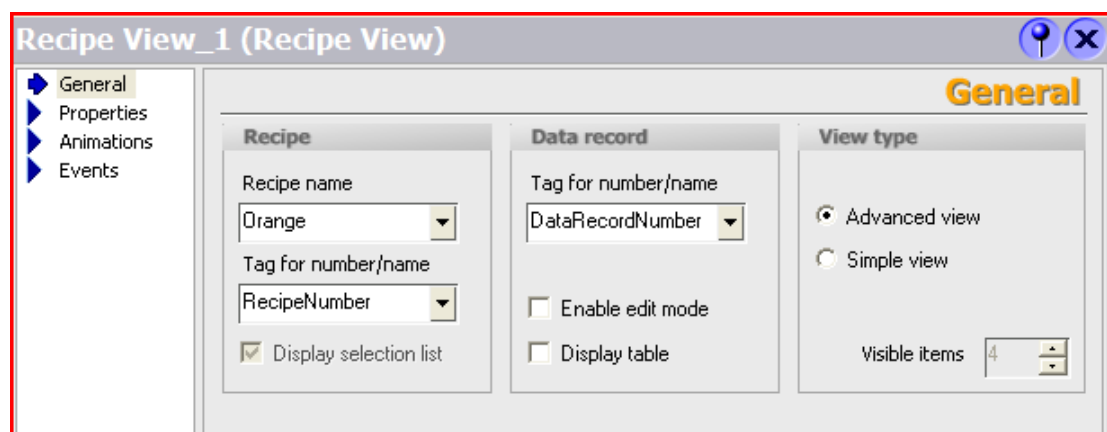 Recipe View_1 (Recipe View)
General
Properties
Animations
Events
General
Recipe
Recipe name
Orange
Tag for number/name
RecipeNumber
Display selection list
Data record
Tag for number/name
DataRecordNumber
Enable edit mode
Display table
View type
Advanced view
Simple view
Visible items 4